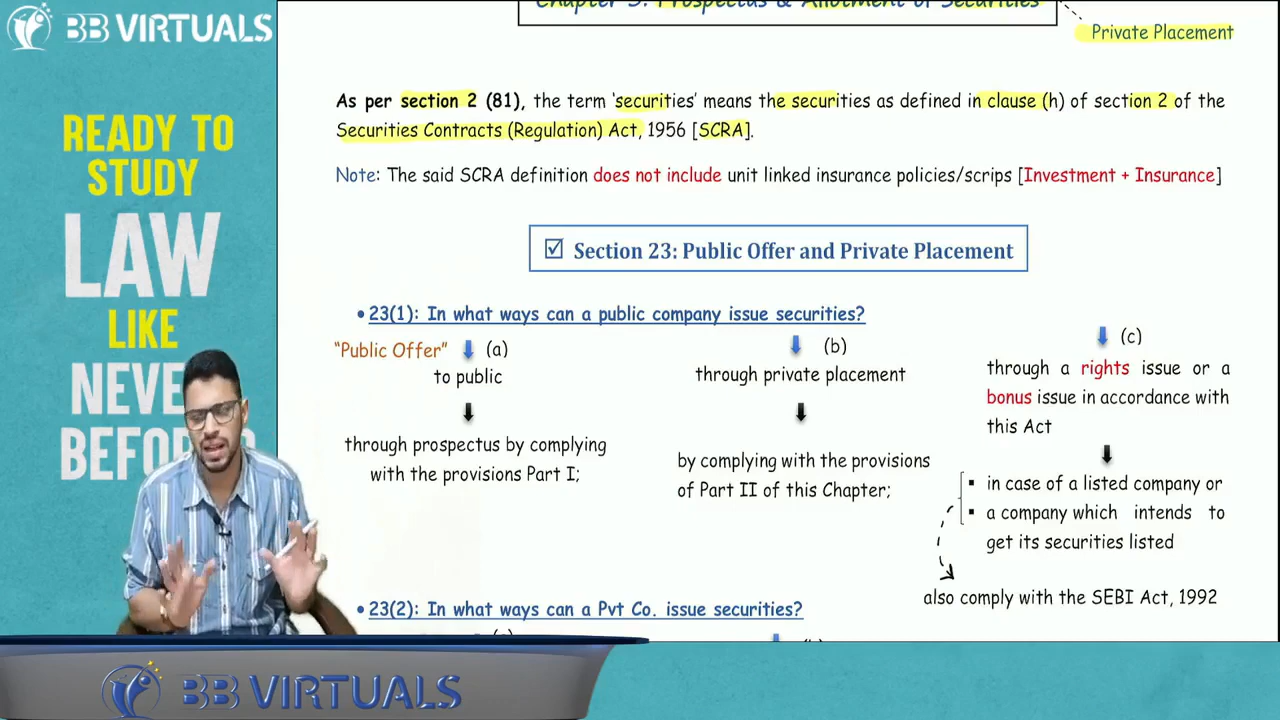 BB VIRTUALS
READY TO
STUDY
LAW
LIKE
NEVE
BEFO
Chapter 3: Prospectus & Allotment of Securities
Private Placement
As per section 2 (81), the term ‘securities’ means the securities as defined in clause (h) of section 2 of the
Securities Contracts (Regulation) Act, 1956 [SCRA].
Note: The said SCRA definition does not include unit linked insurance policies/scrips [Investment + Insurance]
☑ Section 23: Public Offer and Private Placement
• 23(1): In what ways can a public company issue securities?
“Public Offer” (a)
to public
through prospectus by complying
with the provisions Part I;
(b)
through private placement
by complying with the provisions
of Part II of this Chapter;
(c)
through a rights issue or a
bonus issue in accordance with
this Act
▪ in case of a listed company or
▪ a company which intends to
get its securities listed
also comply with the SEBI Act, 1992
• 23(2): In what ways can a Pvt Co. issue securities?
BB VIRTUALS